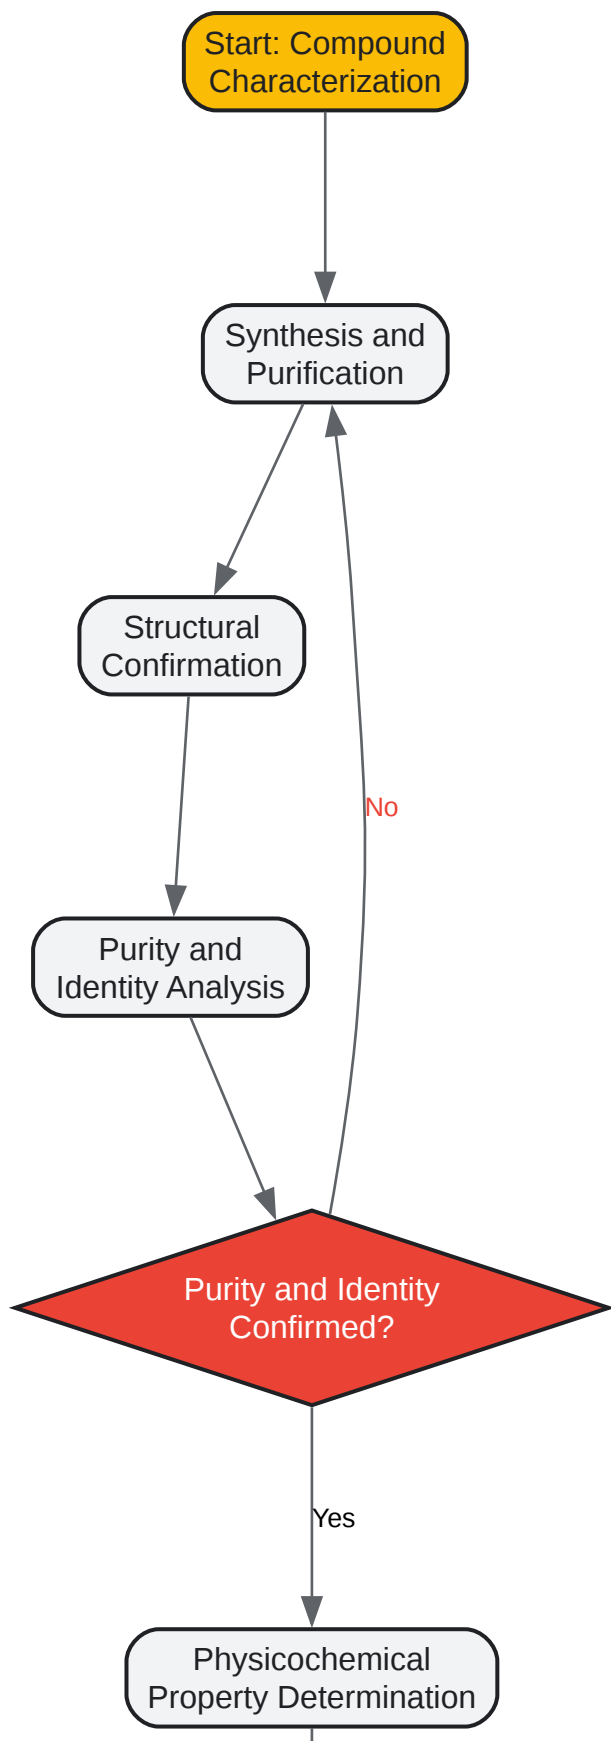 Start: Compound
Characterization
Synthesis and
Purification
Structural
Confirmation
No
Purity and
Identity Analysis
Purity and Identity
Confirmed?
Yes
Physicochemical
Property Determination